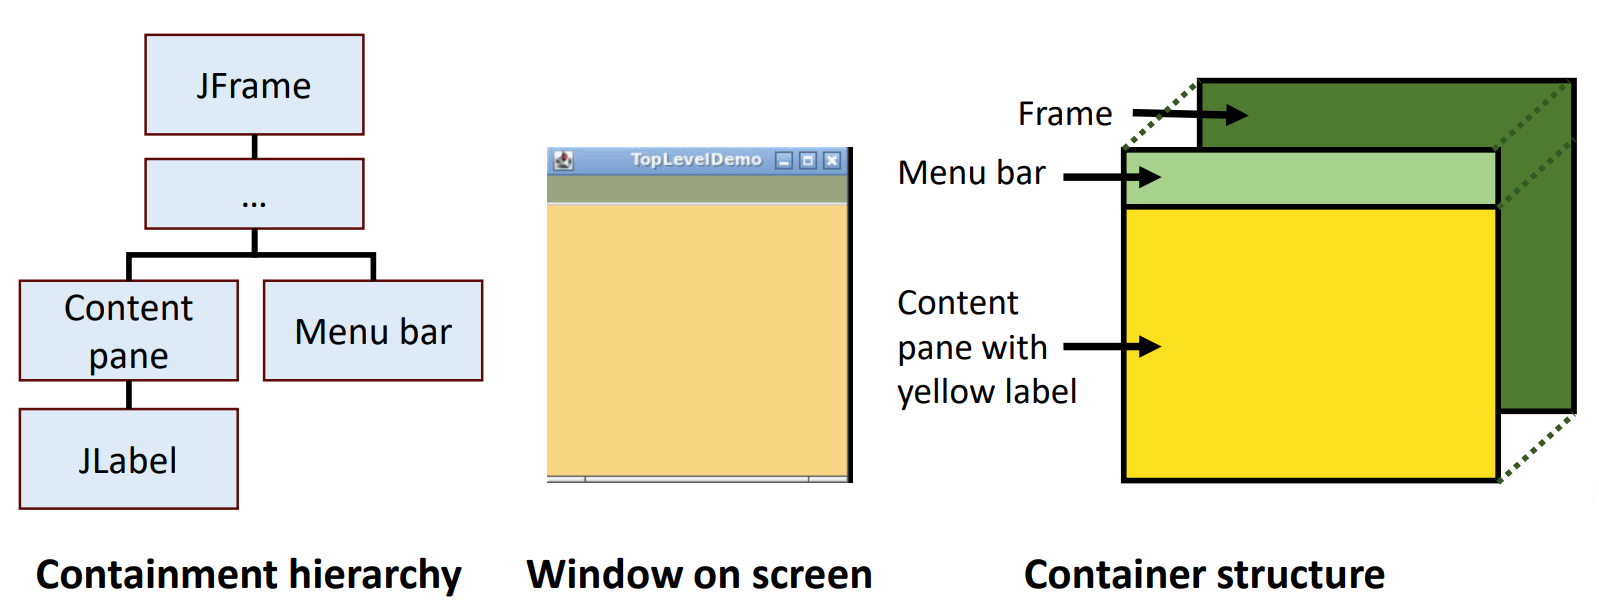 JFrame
...
Content
pane
Menu bar
JLabel
Containment hierarchy
TopLevelDemo
Window on screen
Frame
Menu bar
Content
pane with
yellow label
Container structure